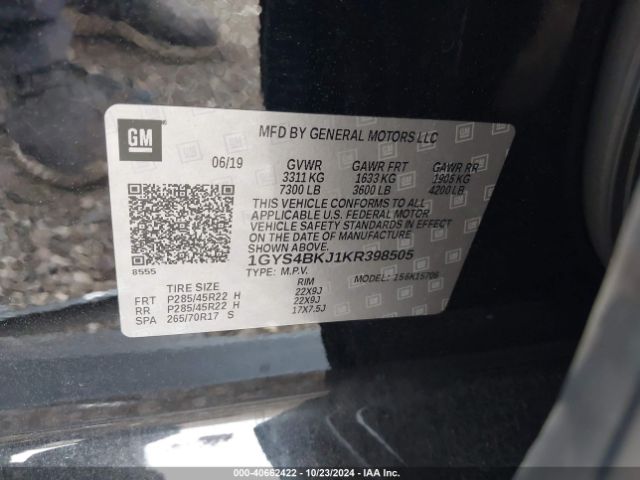 GM
MFD BY GENERAL MOTORS LLC
06/19 GVWR GAWR FRT GAWR RR
3311 KG 1633 KG 1905 KG
7300 LB 3600 LB 4200 LB
THIS VEHICLE CONFORMS TO ALL
APPLICABLE U.S. FEDERAL MOTOR
VEHICLE SAFETY STANDARDS IN
EFFECT ON THE DATE OF MANUFACTURE
SHOWN ABOVE.
1GYS4BKJ1KR398505
8555 TYPE: M.P.V. MODEL: 1S6K15706
TIRE SIZE RIM
FRT P285/45R22 H 22X9J
RR P285/45R22 H 22X9J
SPA 265/70R17 S 17X7.5J
000-40662422 - 10/23/2024 - IAA Inc.